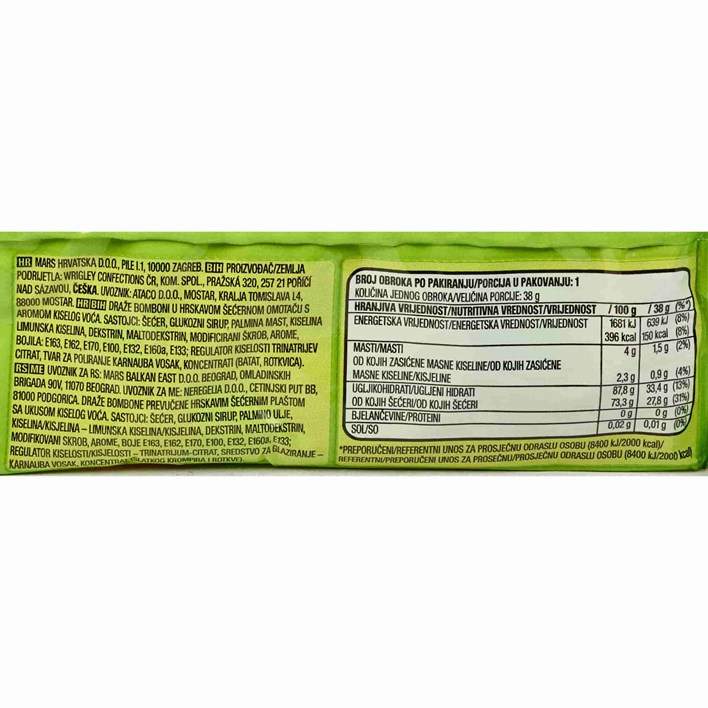 HR MARS HRVATSKA D.O.O., PILE I.1, 10000 ZAGREB. BIH PROIZVOĐAČ/ZEMLJA
PODRIJETLA: WRIGLEY CONFECTIONS ČR, KOM. SPOL., PRAŽSKÁ 320, 257 21 POŘÍČÍ
NAD SÁZAVOU, ČEŠKA. UVOZNIK: ATACO D.O.O., MOSTAR, KRALJA TOMISLAVA L4,
88000 MOSTAR. HR BIH DRAŽE BOMBONI U HRSKAVOM ŠEĆERNOM OMOTAČU S
AROMOM KISELOG VOĆA. SASTOJCI: ŠEĆER, GLUKOZNI SIRUP, PALMINA MAST, KISELINA
LIMUNSKA KISELINA, DEKSTRIN, MALTODEKSTRIN, MODIFICIRANI ŠKROB, AROME,
BOJILA: E163, E162, E170, E100, E132, E160a, E133; REGULATOR KISELOSTI TRINATRIJEV
CITRAT, TVAR ZA POLIRANJE KARNAUBA VOSAK, KONCENTRATI (BATAT, ROTKVICA).
RS ME UVOZNIK ZA RS: MARS BALKAN EAST D.O.O. BEOGRAD, OMLADINSKIH
BRIGADA 90V, 11070 BEOGRAD. UVOZNIK ZA ME: NEREGELIA D.O.O., CETINJSKI PUT BB,
81000 PODGORICA. DRAŽE BOMBONE PREVUČENE HRSKAVIM ŠEĆERNIM PLAŠTOM
SA UKUSOM KISELOG VOĆA. SASTOJCI: ŠEĆER, GLUKOZNI SIRUP, PALMINO ULJE,
KISELINA/KISJELINA – LIMUNSKA KISELINA/KISJELINA, DEKSTRIN, MALTODEKSTRIN,
MODIFIKOVANI SKROB, AROME, BOJE E163, E162, E170, E100, E132, E160a, E133;
REGULATOR KISELOSTI/KISJELOSTI – TRINATRIJUM-CITRAT, SREDSTVO ZA GLAZIRANJE –
KARNAUBA VOSAK, KONCENTRAT (SLATKOG KROMPIRA I ROTKVE).
BROJ OBROKA PO PAKIRANJU/PORCIJA U PAKOVANJU: 1
KOLIČINA JEDNOG OBROKA/VELIČINA PORCIJE: 38 g
HRANJIVA VRIJEDNOST/NUTRITIVNA VREDNOST/VRIJEDNOST / 100 g / 38 g (%*)
ENERGETSKA VRIJEDNOST/ENERGETSKA VREDNOST/VRIJEDNOST 1681 kJ 639 kJ (8%)
396 kcal 150 kcal (8%)
MASTI/MASTI 4 g 1,5 g (2%)
OD KOJIH ZASIĆENE MASNE KISELINE/OD KOJIH ZASIĆENE
MASNE KISELINE/KISJELINE 2,3 g 0,9 g (4%)
UGLJIKOHIDRATI/UGLJENI HIDRATI 87,8 g 33,4 g (13%)
OD KOJIH ŠEĆERI/OD KOJIH ŠEĆERI 73,3 g 27,8 g (31%)
BJELANČEVINE/PROTEINI 0 g 0 g (0%)
SOL/SO 0,02 g 0,01 g (0%)
*PREPORUČENI/REFERENTNI UNOS ZA PROSJEČNU ODRASLU OSOBU (8400 kJ/2000 kcal)/
REFERENTNI/PREPORUČENI UNOS ZA PROSEČNU/PROSJEČNU ODRASLU OSOBU (8400 kJ/2000 kcal)